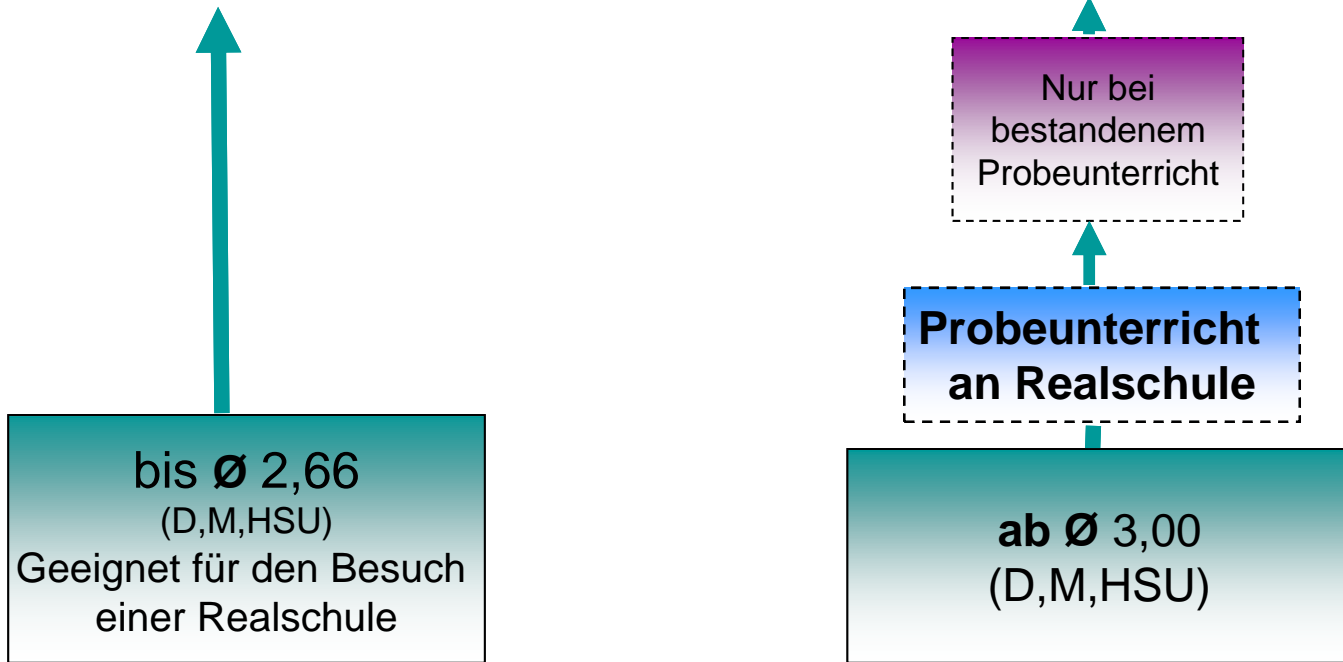 Nur bei
bestandenem
Probeunterricht
Probeunterricht
an Realschule
bis Ø 2,66
(D,M,HSU)
Geeignet für den Besuch
einer Realschule
ab Ø 3,00
(D,M,HSU)